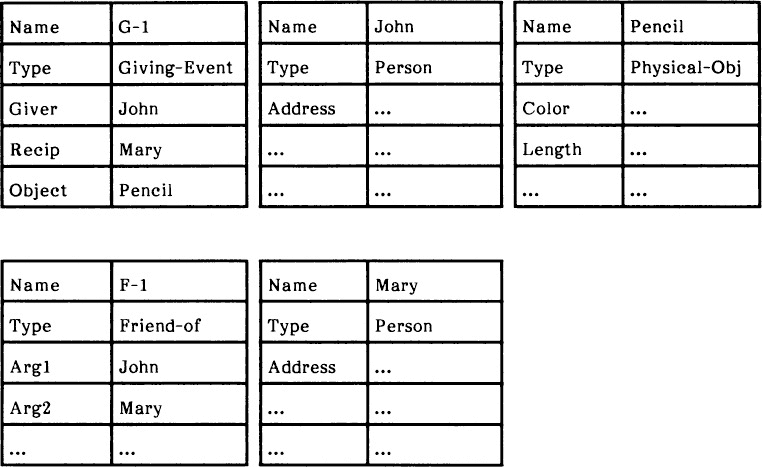 Name G-1
Type Giving-Event
Giver John
Recip Mary
Object Pencil
Name John
Type Person
Address ...
... ...
... ...
Name Pencil
Type Physical-Obj
Color ...
Length ...
... ...
Name F-1
Type Friend-of
Arg1 John
Arg2 Mary
... ...
Name Mary
Type Person
Address ...
... ...
... ...